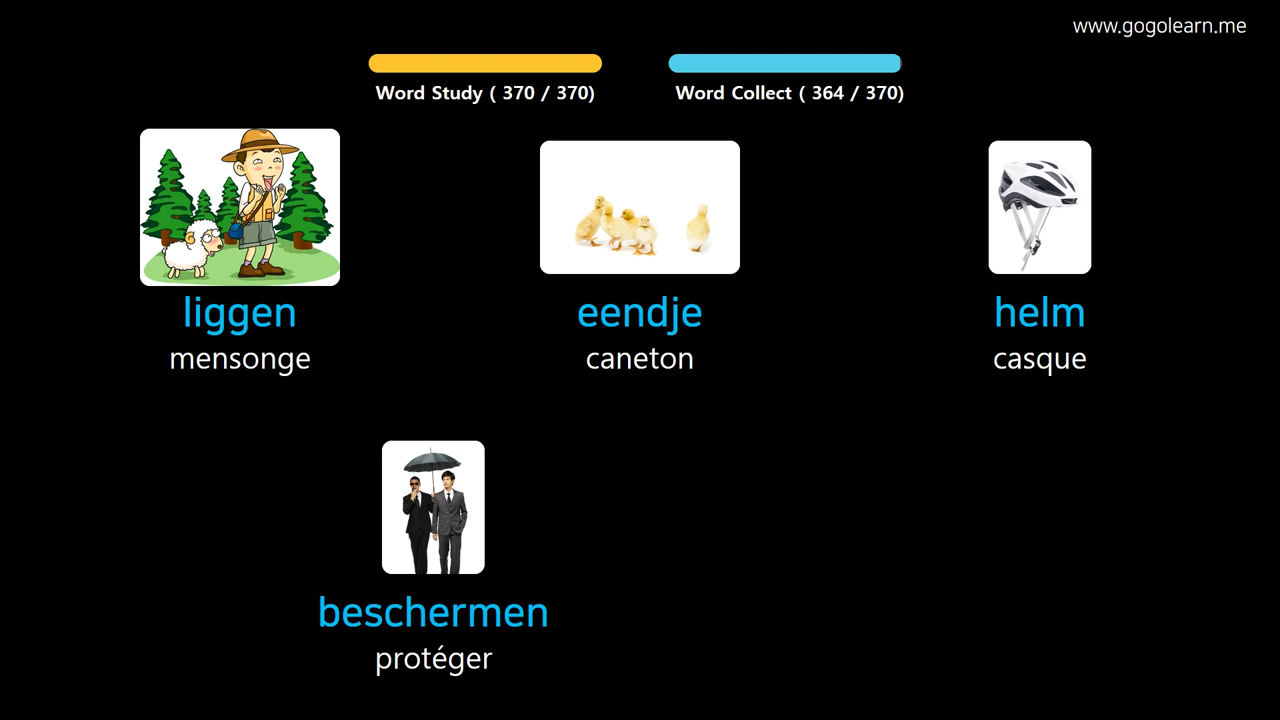 www.gogolearn.me
Word Study ( 370 / 370)
Word Collect ( 364 / 370)
liggen
mensonge
eendje
caneton
helm
casque
beschermen
protéger